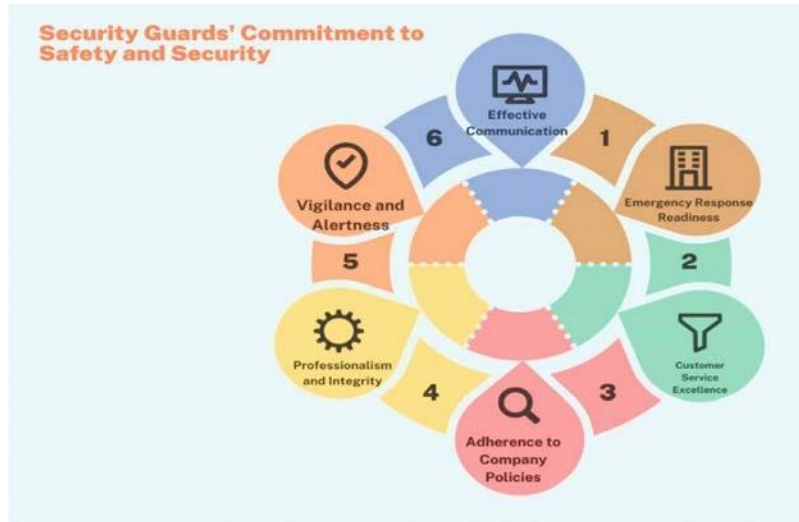 Security Guards' Commitment to
Safety and Security
Effective
Communication
1
Emergency Response
Readiness
2
Customer
Service
Excellence
3
Adherence to
Company
Policies
4
Professionalism
and Integrity
5
Vigilance and
Alertness
6